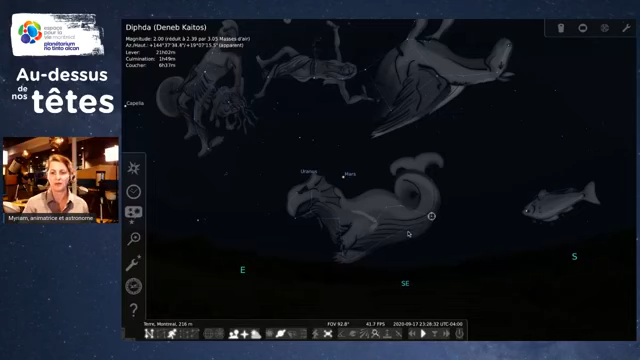 espace
pour la
vie montréal
planétarium
rio tinto alcan
Au-dessus
de nos
têtes
Myriam, animatrice et astronome
Diphda (Deneb Kaitos)
Magnitude: 2.00 (réduit à 2.39 par 3.05 Masses d'air)
Az./Haut.: +144°37'34.8"/+19°07'15.5" (apparent)
Lever: 21h02m
Culmination: 1h49m
Coucher: 6h37m
Capella
Uranus
Mars
E
SE
S
Terre, Montréal, 216 m
FOV 92.8°
41.7 FPS
2020-09-17 23:28:32 UTC-04:00